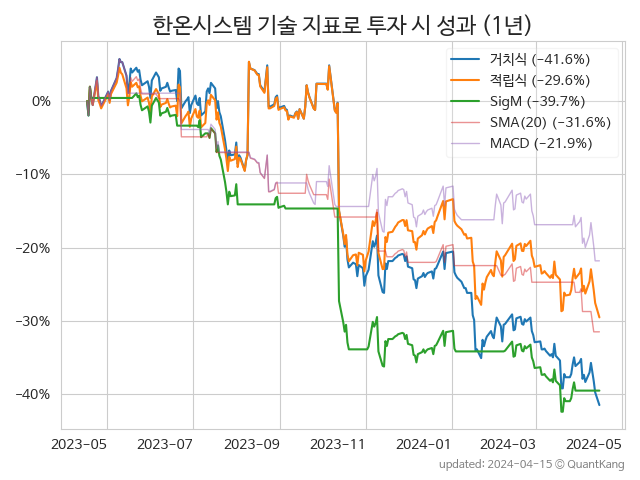 한온시스템 기술 지표로 투자 시 성과 (1년)
거치식 (−41.6%)
적립식 (−29.6%)
SigM (−39.7%)
SMA(20) (−31.6%)
MACD (−21.9%)
0%
−10%
−20%
−30%
−40%
2023-05 2023-07 2023-09 2023-11 2024-01 2024-03 2024-05
updated: 2024-04-15 © QuantKang